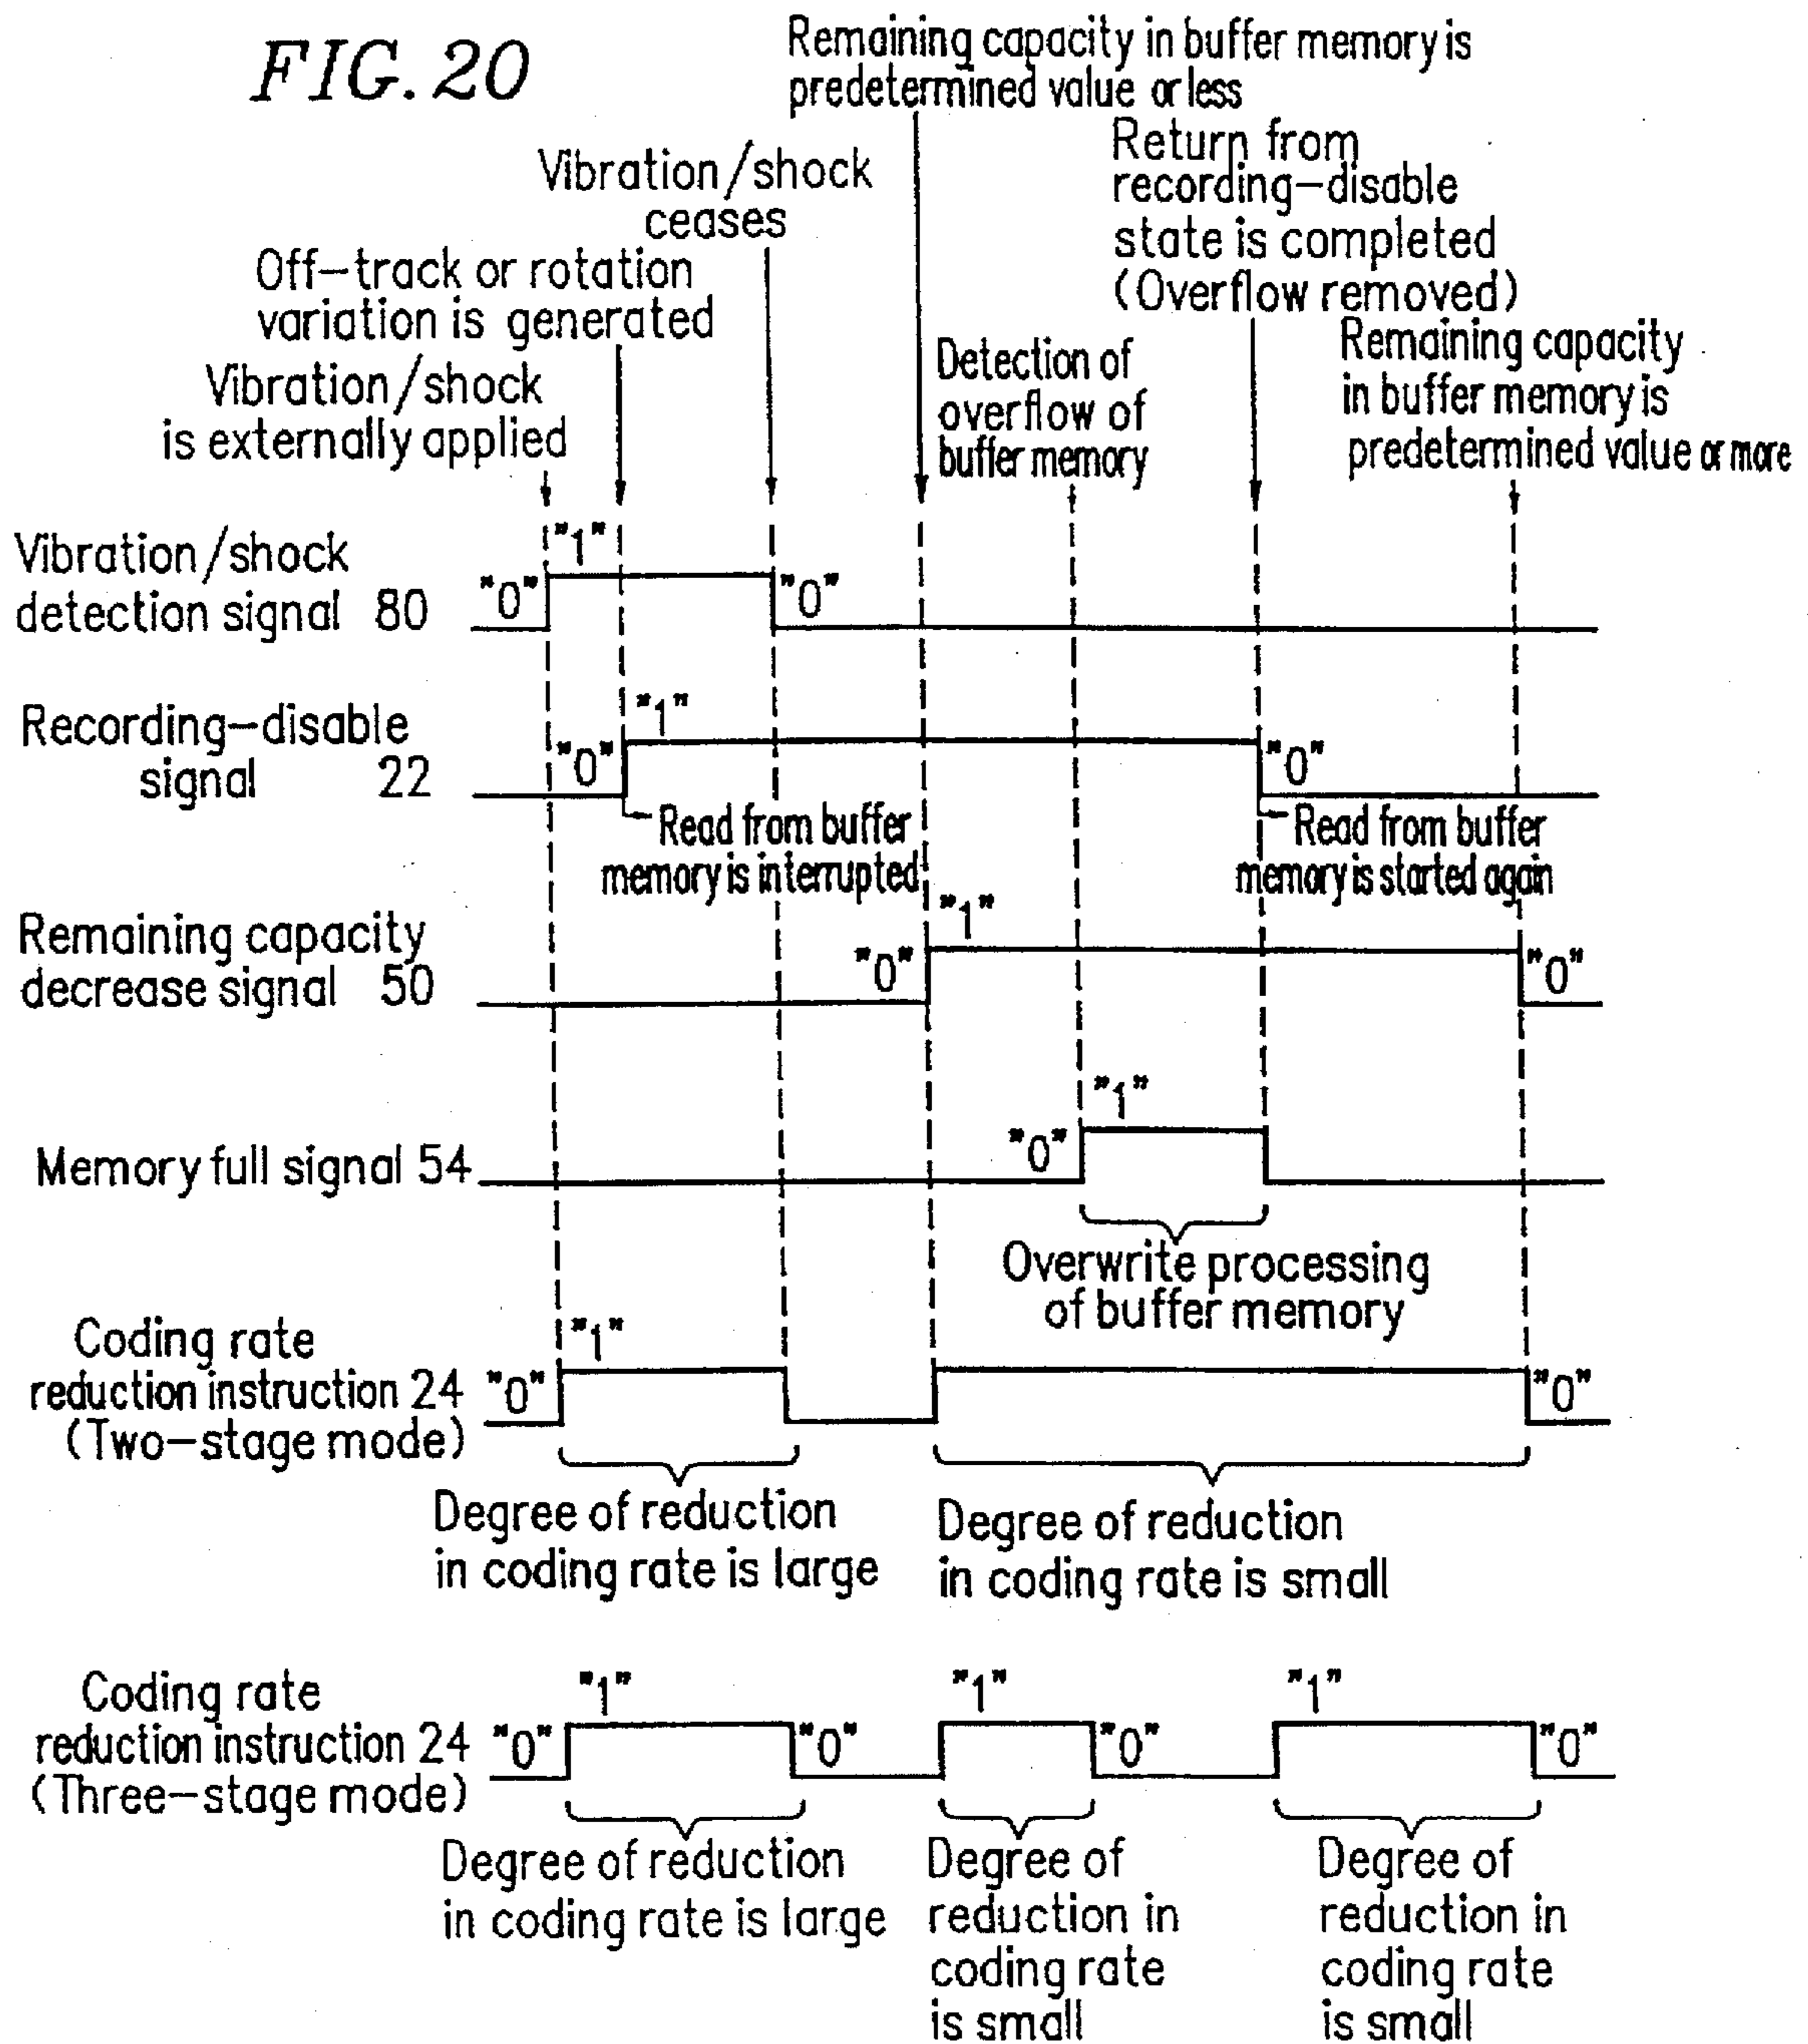 FIG. 20
Remaining capacity in buffer memory is
predetermined value or less
Return from
recording-disable
state is completed
(Overflow removed)
Vibration/shock
ceases
Off-track or rotation
variation is generated
Remaining capacity
in buffer memory is
predetermined value or more
Detection of
overflow of
buffer memory
Vibration/shock
is externally applied
Vibration/shock
detection signal 80
"0"
"1"
"0"
Recording-disable
signal 22
"0"
"1"
"0"
Read from buffer
memory is interrupted
Read from buffer
memory is started again
Remaining capacity
decrease signal 50
"0"
"1"
"0"
Memory full signal 54
"0"
"1"
Overwrite processing
of buffer memory
Coding rate
reduction instruction 24
(Two-stage mode)
"0"
"1"
"0"
Degree of reduction
in coding rate is large
Degree of reduction
in coding rate is small
Coding rate
reduction instruction 24
(Three-stage mode)
"0"
"1"
"0"
"1"
"0"
"1"
"0"
Degree of reduction
in coding rate is large
Degree of
reduction in
coding rate
is small
Degree of
reduction in
coding rate
is small